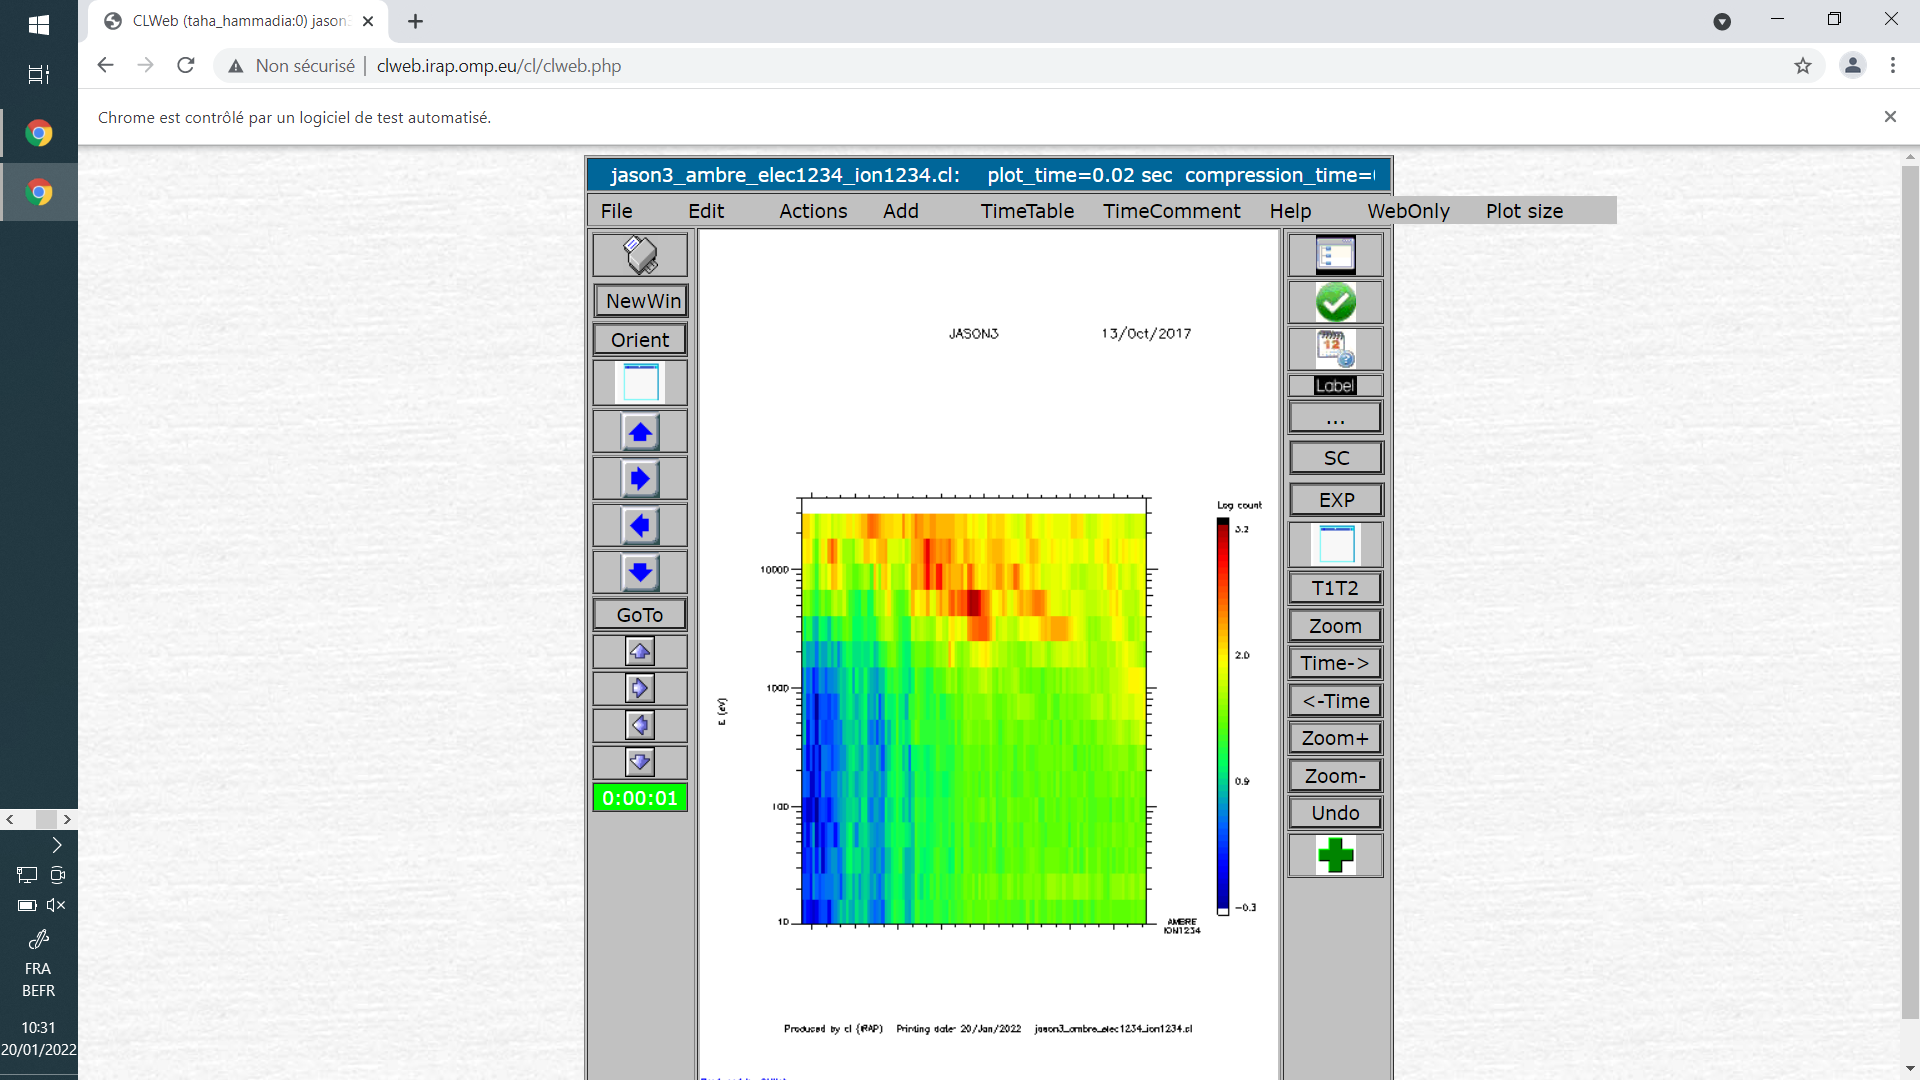 CLWeb (taha_hammadia:0) jason3
Non sécurisé | clweb.irap.omp.eu/cl/clweb.php
Chrome est contrôlé par un logiciel de test automatisé.
jason3_ambre_elec1234_ion1234.cl: plot_time=0.02 sec compression_time=
File Edit Actions Add TimeTable TimeComment Help WebOnly Plot size
NewWin
Orient
GoTo
0:00:01
JASON3 13/Oct/2017
Log count
3.2
2.0
0.9
-0.3
10000
1000
100
10
E (eV)
AMBRE
ION1234
Produced by cl (IRAP) Printing date: 20/Jan/2022 jason3_ambre_elec1234_ion1234.cl
12
Label
...
SC
EXP
T1T2
Zoom
Time->
<-Time
Zoom+
Zoom-
Undo
FRA
BEFR
10:31
20/01/2022